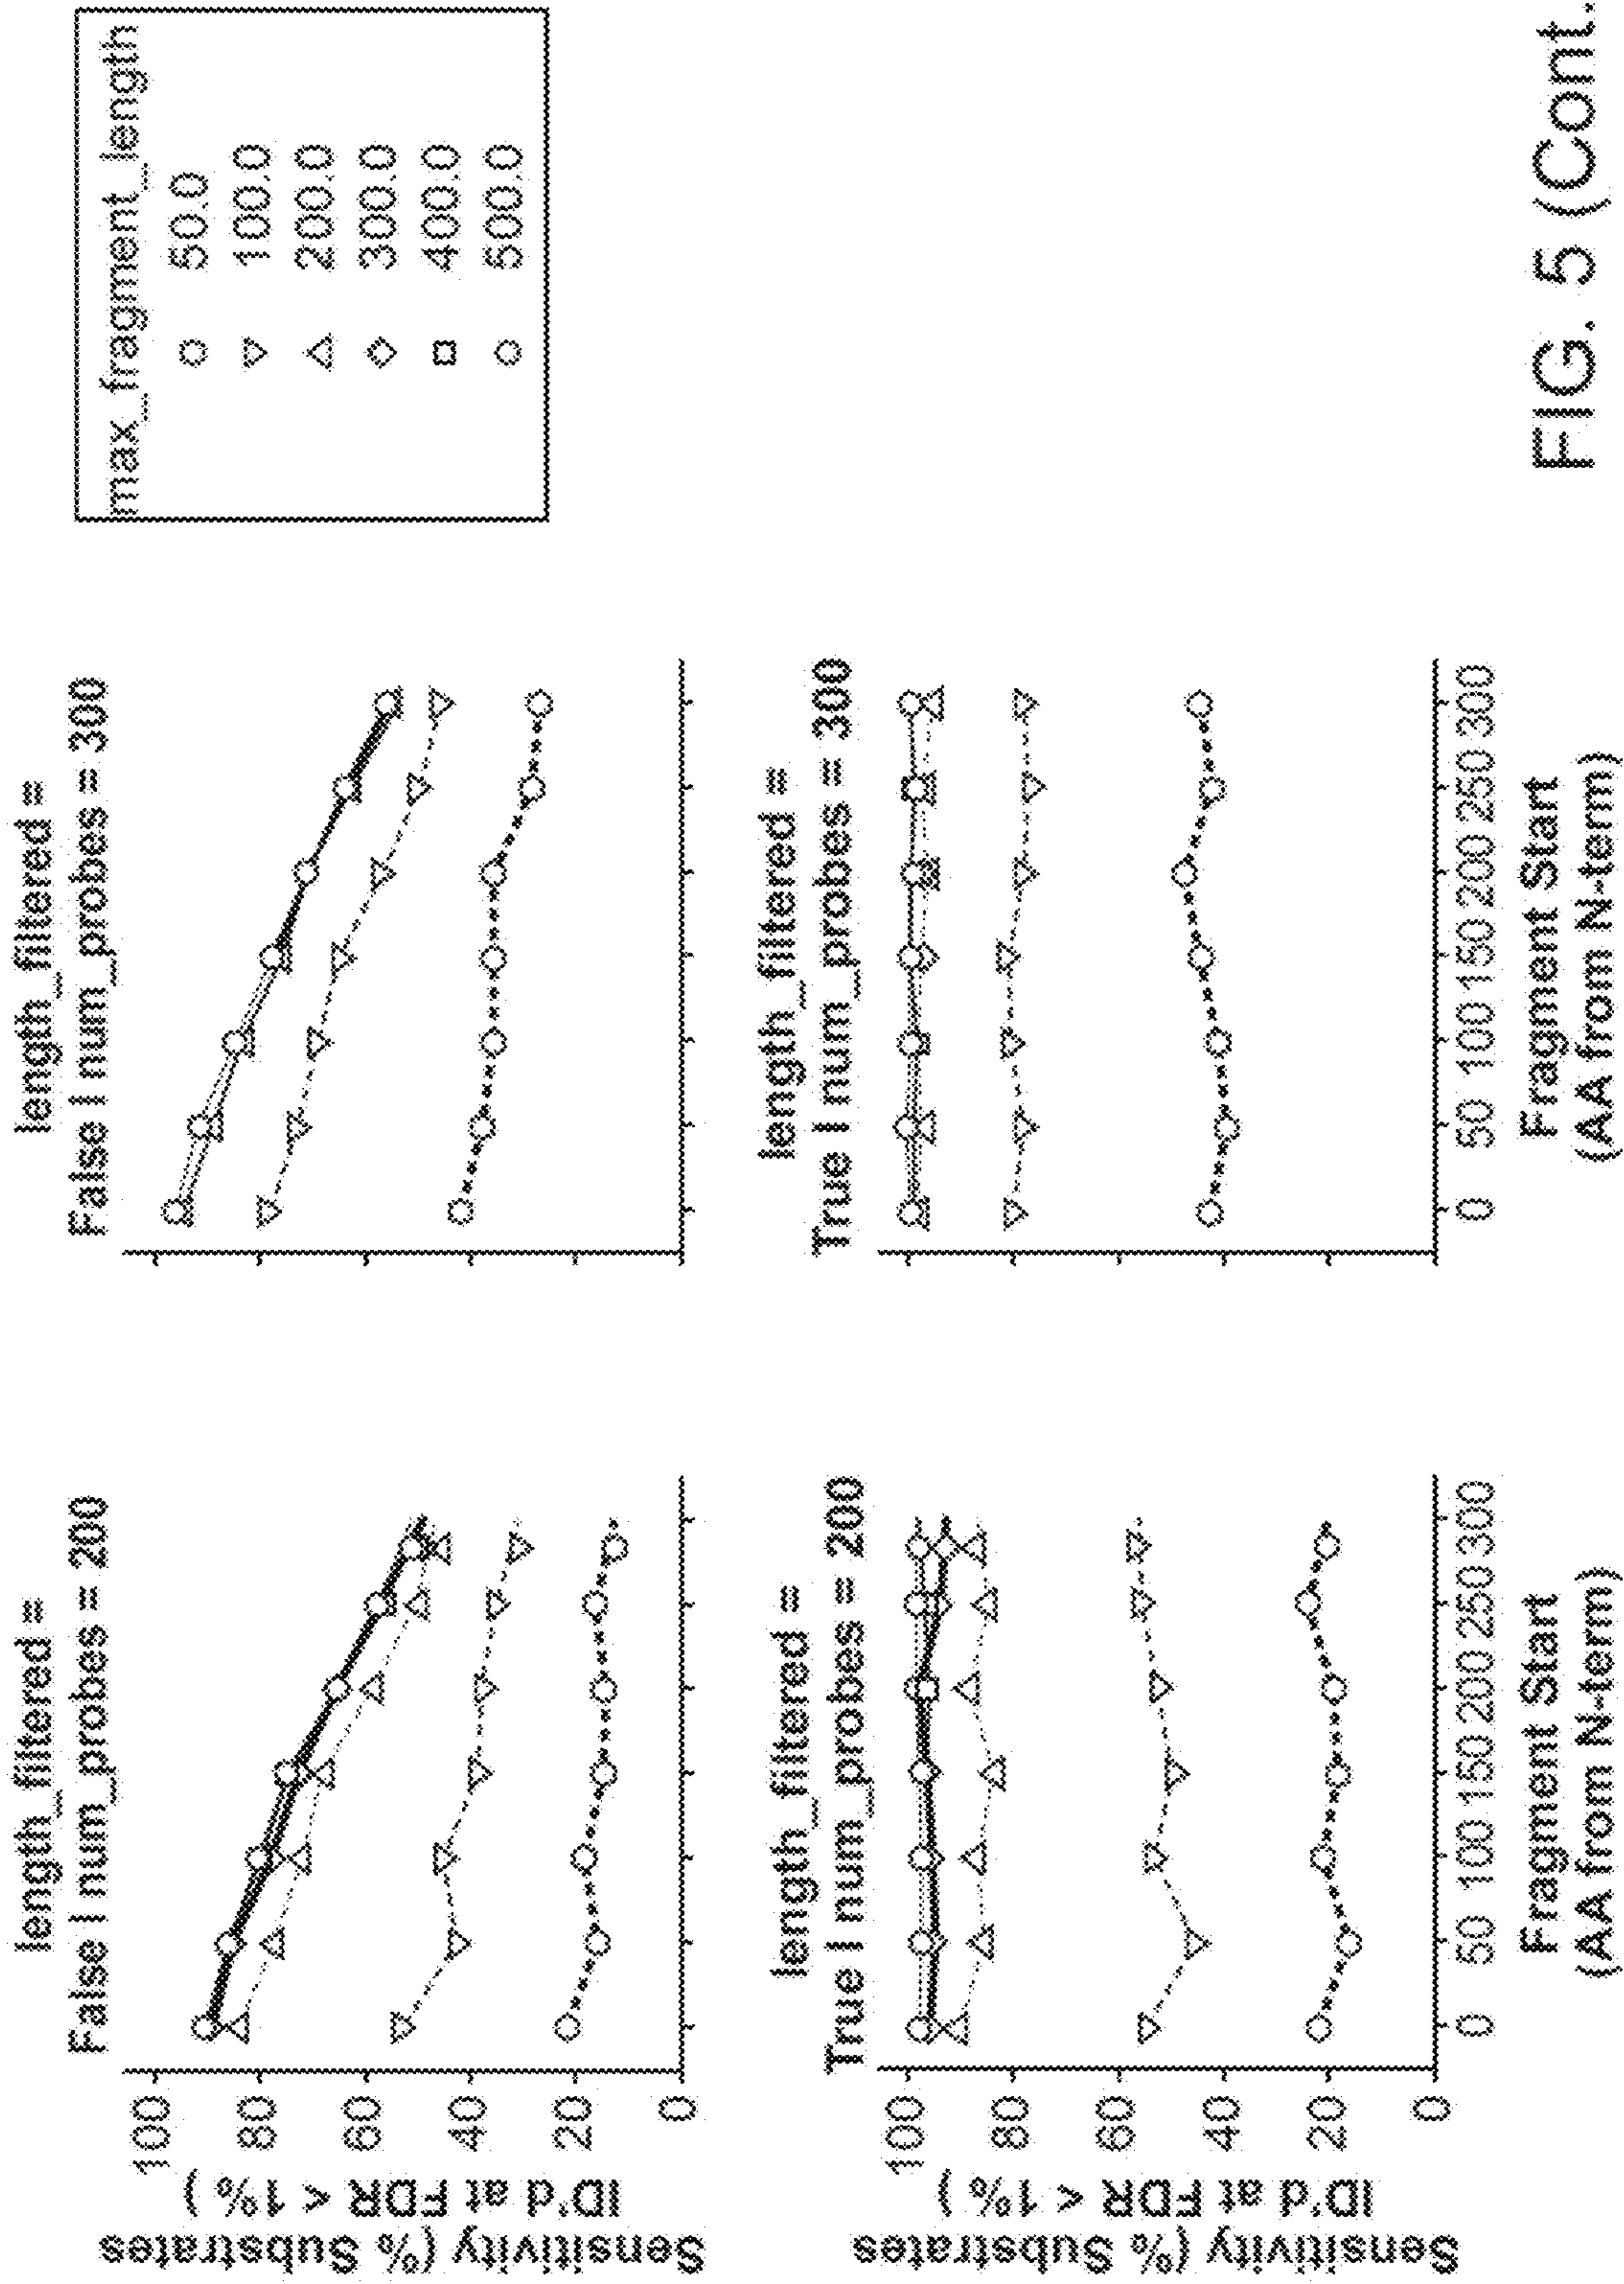 length_filtered =
False | num_probes = 200
length_filtered =
False | num_probes = 300
max_fragment_length
50.0
100.0
200.0
300.0
400.0
500.0
Sensitivity (% Substrates
ID'd at FDR < 1% )
100
80
60
40
20
0
length_filtered =
True | num_probes = 200
length_filtered =
True | num_probes = 300
Sensitivity (% Substrates
ID'd at FDR < 1% )
100
80
60
40
20
0
0 50 100 150 200 250 300
Fragment Start
(AA from N-term)
0 50 100 150 200 250 300
Fragment Start
(AA from N-term)
FIG. 5 (Cont.